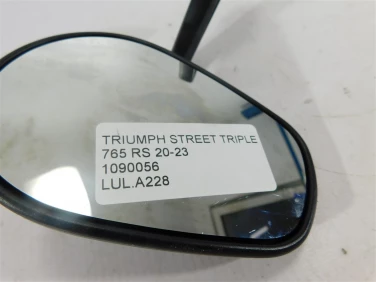 TRIUMPH STREET TRIPLE
765 RS 20-23
1090056
LUL.A228